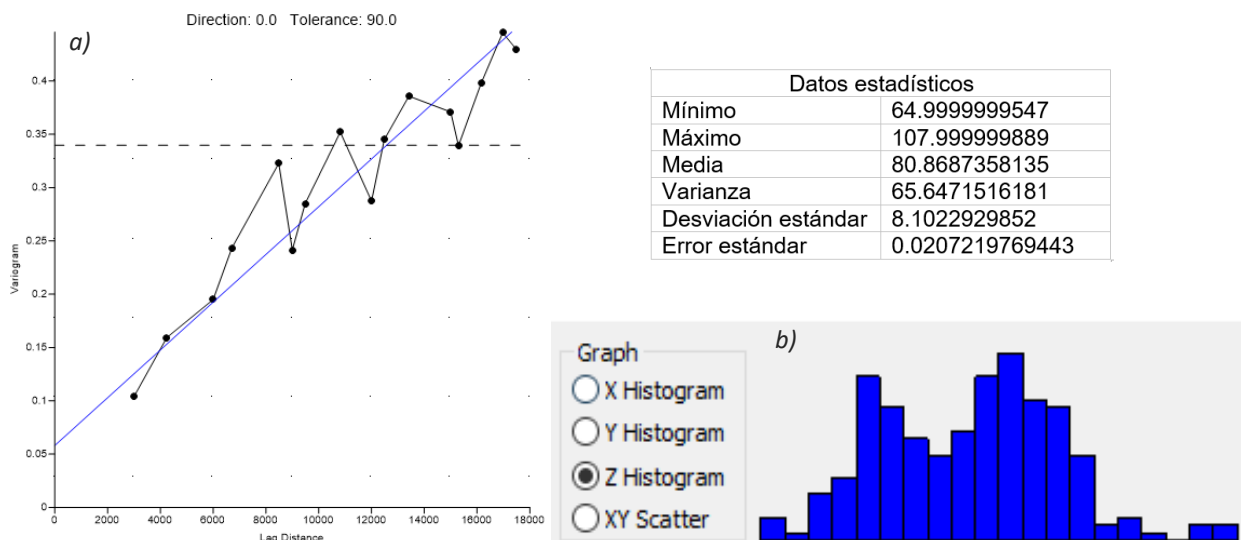 Direction: 0.0 Tolerance: 90.0
a)
0.4
0.35
0.3
0.25
0.2
0.15
0.1
0.05
0
Variogram
0 2000 4000 6000 8000 10000 12000 14000 16000 18000
Lag Distance
Datos estadísticos
Mínimo 64.9999999547
Máximo 107.999999889
Media 80.8687358135
Varianza 65.6471516181
Desviación estándar 8.1022929852
Error estándar 0.0207219769443
b)
Graph
X Histogram
Y Histogram
Z Histogram
XY Scatter